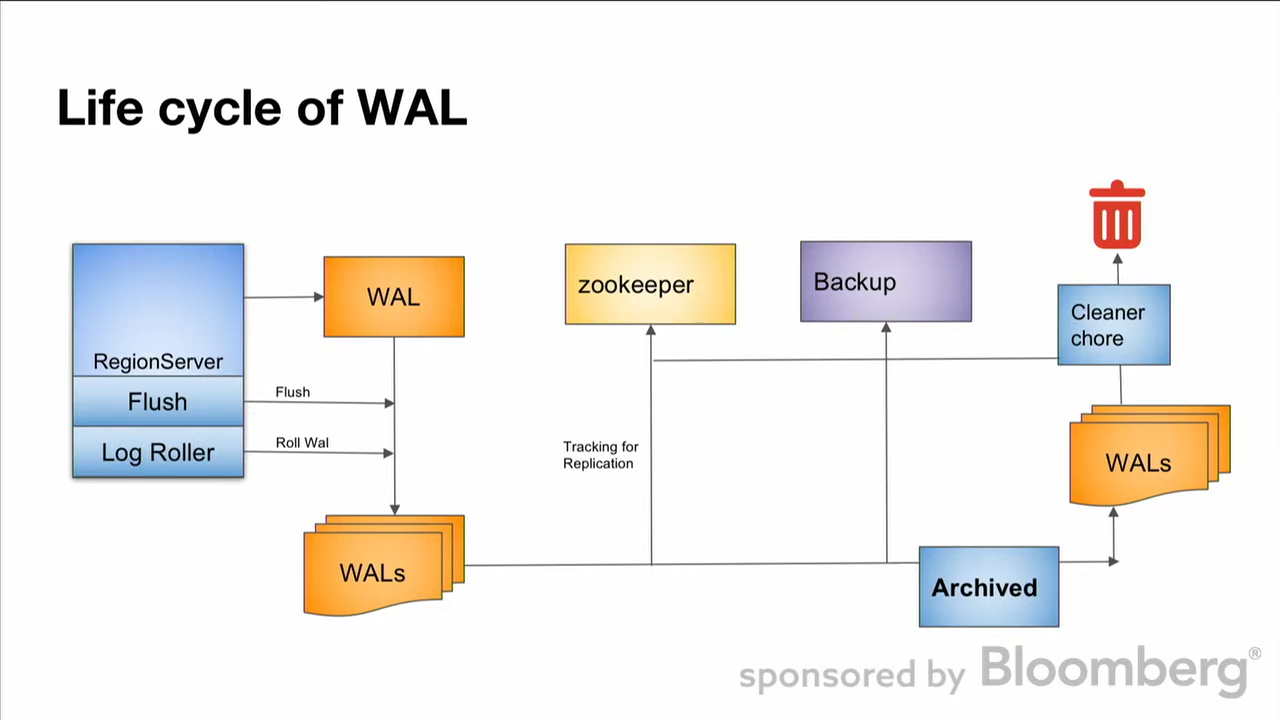 Life cycle of WAL
RegionServer
Flush
Log Roller
WAL
Flush
Roll Wal
WALs
zookeeper
Tracking for
Replication
Backup
Archived
Cleaner
chore
WALs
sponsored by Bloomberg®